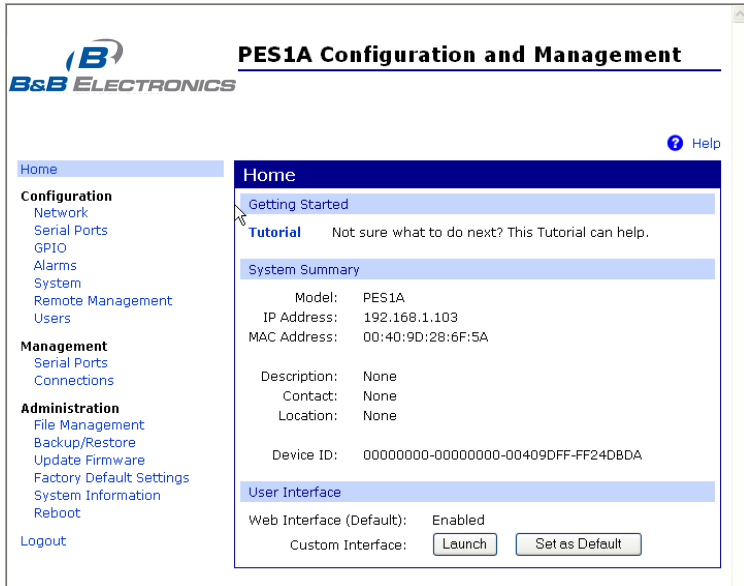 B
B&B ELECTRONICS
PES1A Configuration and Management
? Help
Home
Configuration
Network
Serial Ports
GPIO
Alarms
System
Remote Management
Users
Management
Serial Ports
Connections
Administration
File Management
Backup/Restore
Update Firmware
Factory Default Settings
System Information
Reboot
Logout
Home
Getting Started
Tutorial Not sure what to do next? This Tutorial can help.
System Summary
Model: PES1A
IP Address: 192.168.1.103
MAC Address: 00:40:9D:28:6F:5A
Description: None
Contact: None
Location: None
Device ID: 00000000-00000000-00409DFF-FF24DBDA
User Interface
Web Interface (Default): Enabled
Custom Interface: Launch Set as Default